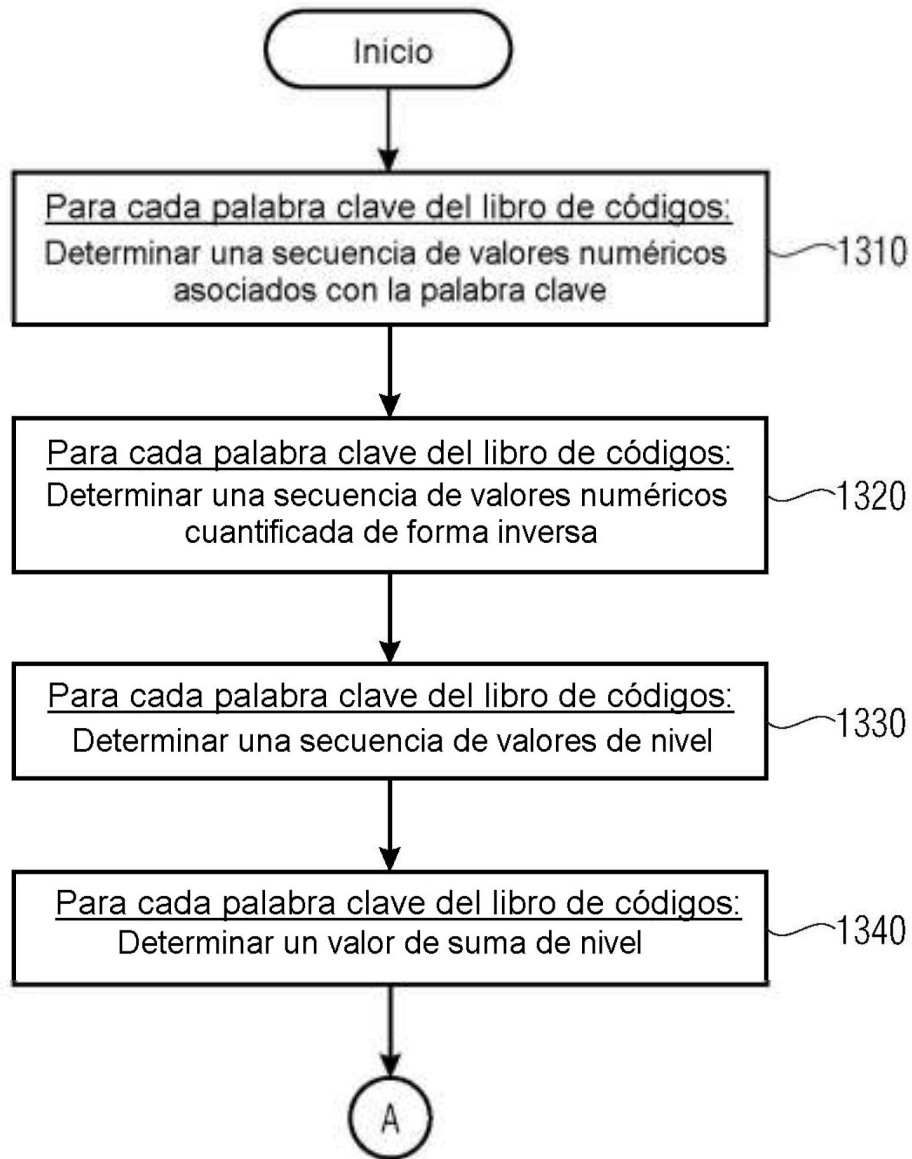 Inicio
Para cada palabra clave del libro de códigos:
Determinar una secuencia de valores numéricos
asociados con la palabra clave
1310
Para cada palabra clave del libro de códigos:
Determinar una secuencia de valores numéricos
cuantificada de forma inversa
1320
Para cada palabra clave del libro de códigos:
Determinar una secuencia de valores de nivel
1330
Para cada palabra clave del libro de códigos:
Determinar un valor de suma de nivel
1340
A